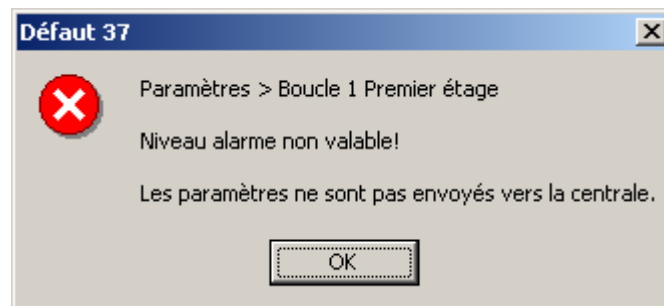 Défaut 37
Paramètres > Boucle 1 Premier étage
Niveau alarme non valable!
Les paramètres ne sont pas envoyés vers la centrale.
OK